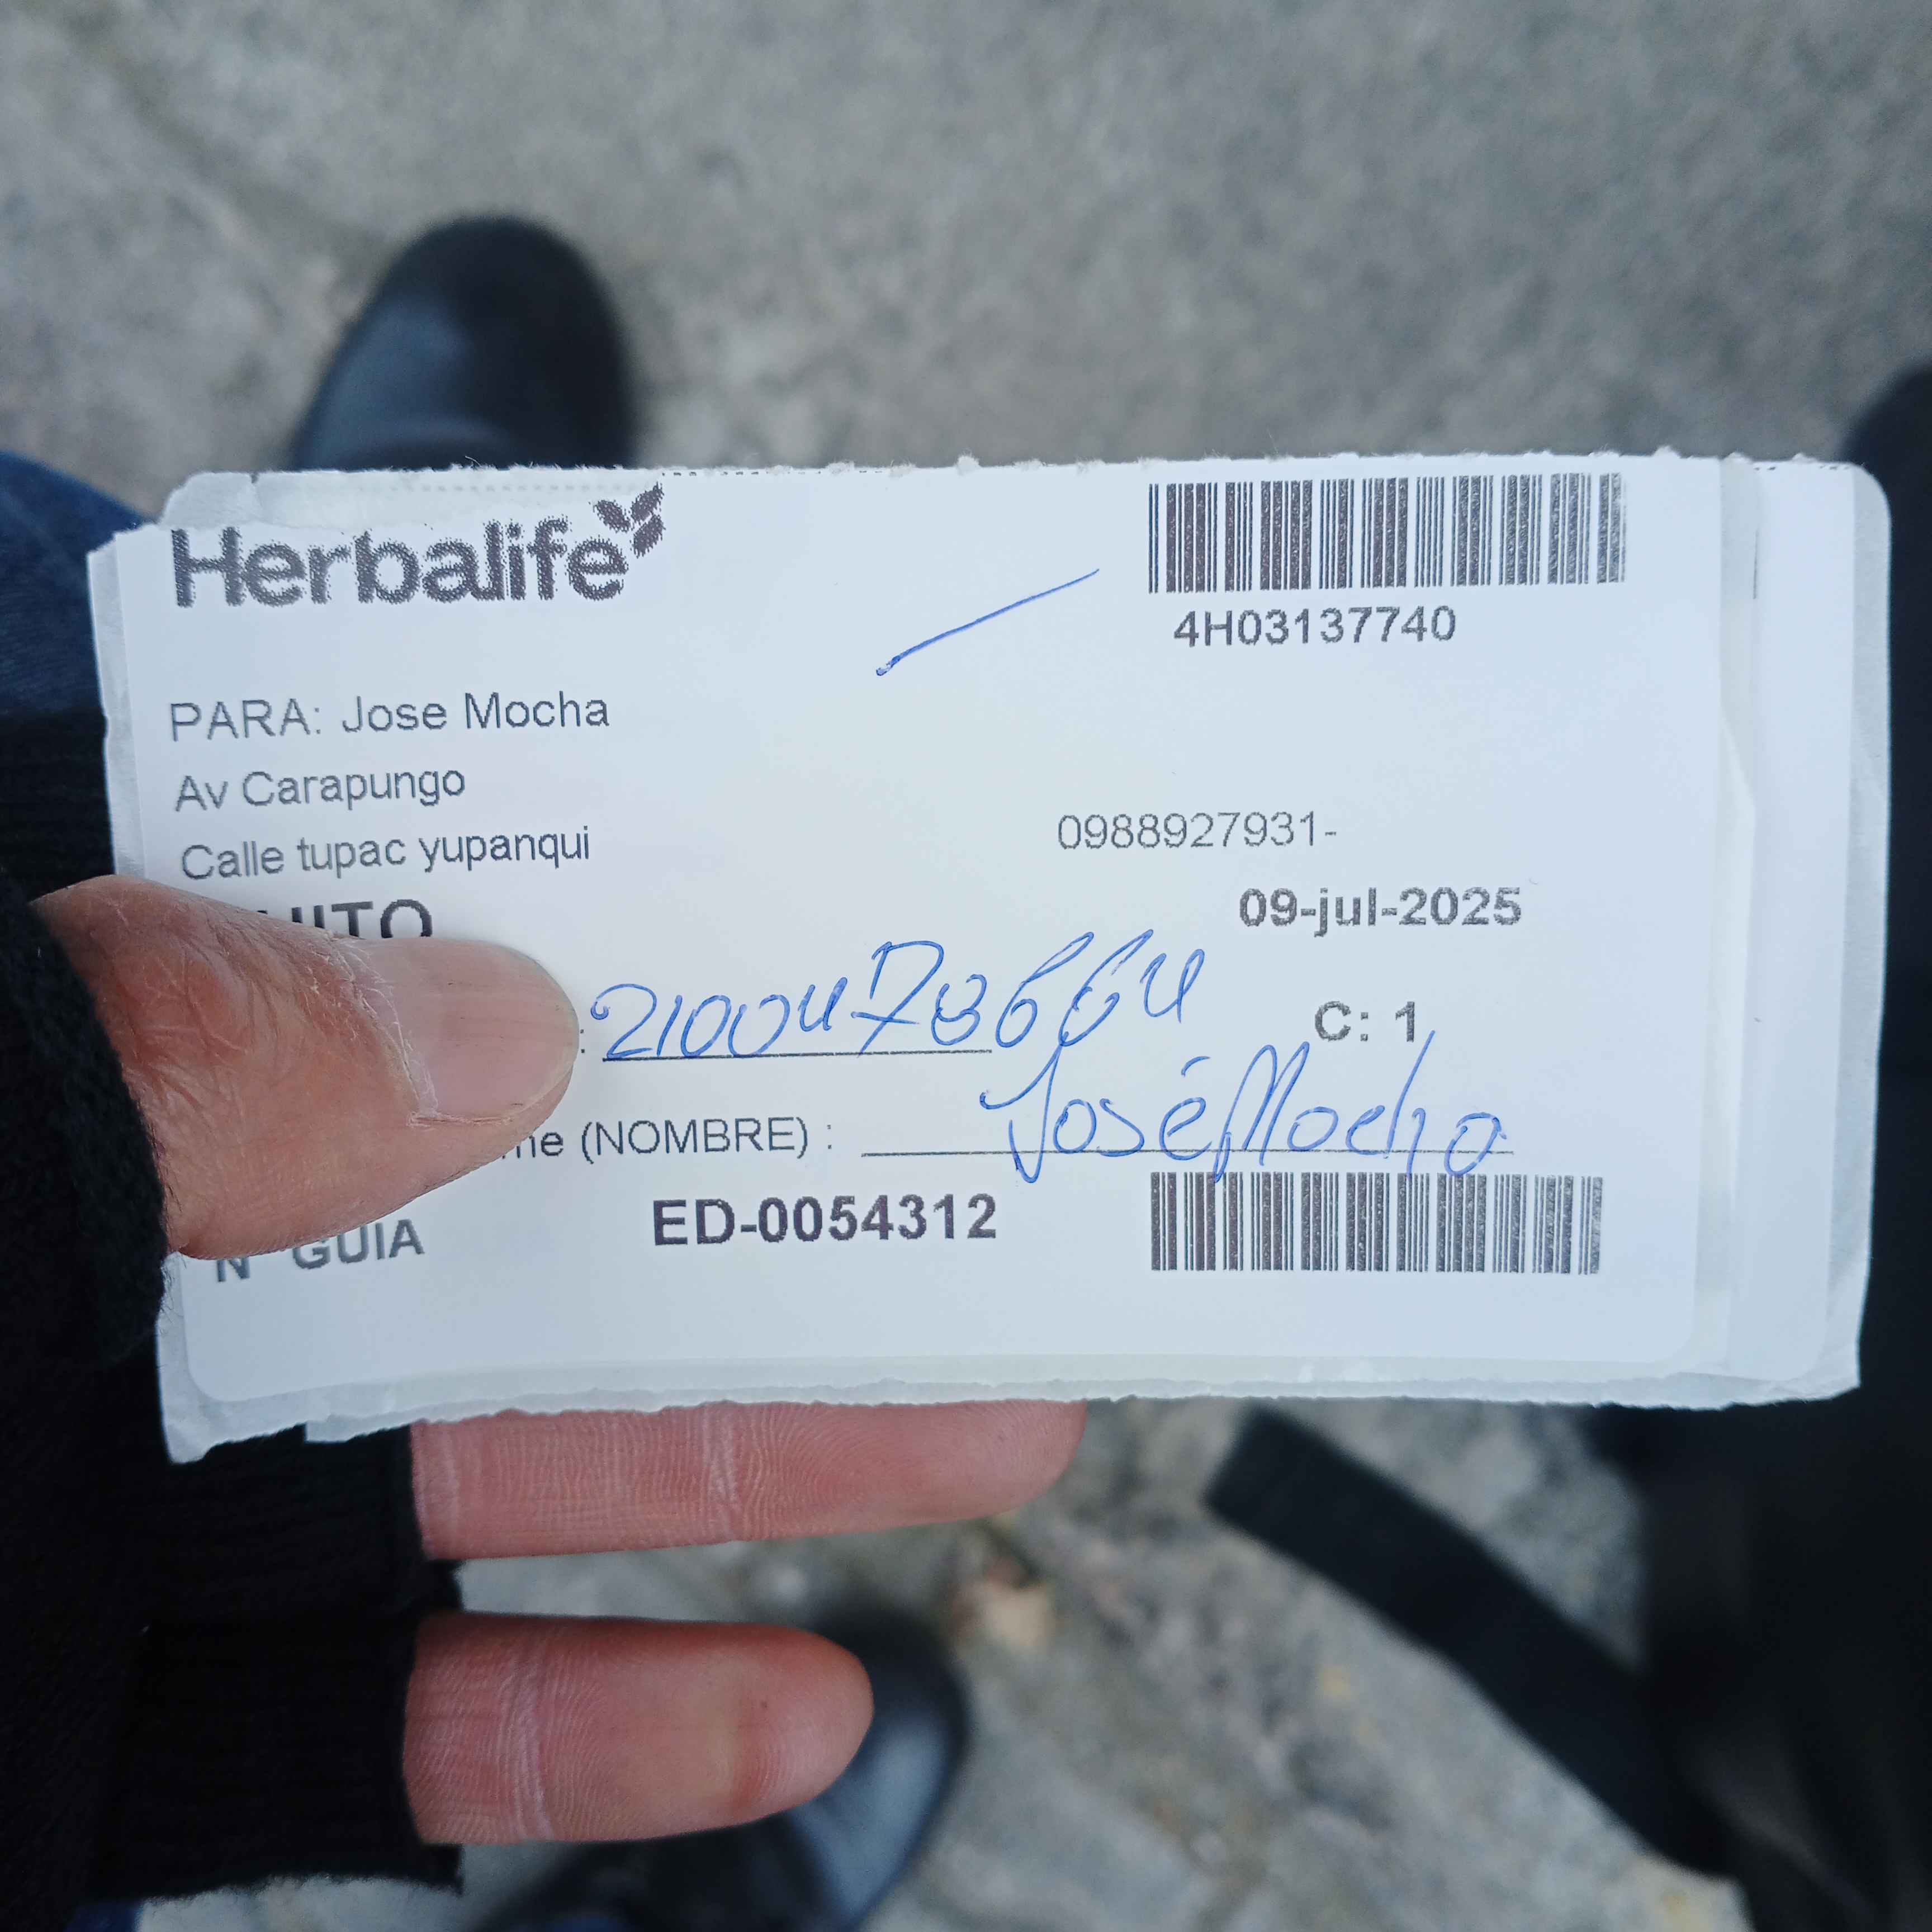 Herbalife
4H03137740
PARA: Jose Mocha
Av Carapungo
Calle tupac yupanqui
0988927931-
09-jul-2025
: 2100478664
C: 1
(NOMBRE) : José Mocha
N° GUIA ED-0054312